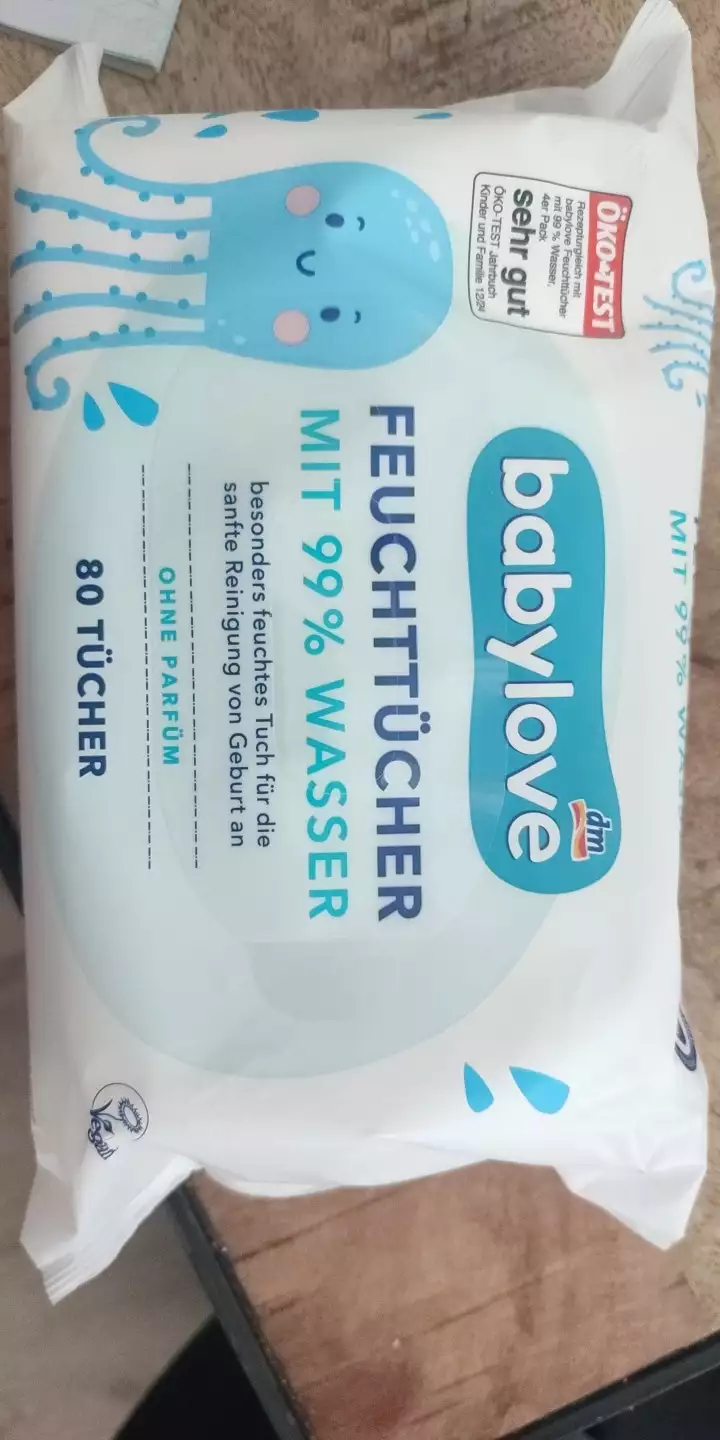 ÖKO-TEST
Rezepturgleich mit
babylove Feuchttücher
mit 99 % Wasser,
4er Pack
sehr gut
ÖKO-TEST Jahrbuch
Kinder und Familie 12/24
dm
babylove
FEUCHTTÜCHER
MIT 99% WASSER
besonders feuchtes Tuch für die
sanfte Reinigung von Geburt an
OHNE PARFÜM
80 TÜCHER
Vegan
MIT 99%